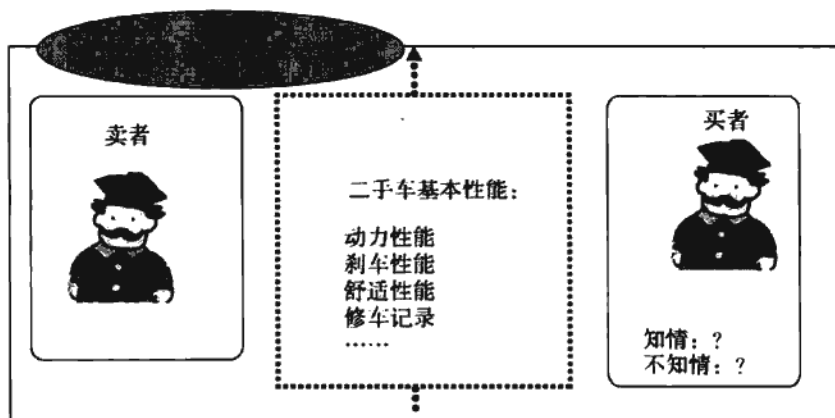 卖者
二手车基本性能：
动力性能
刹车性能
舒适性能
修车记录
……
买者
知情：？
不知情：？